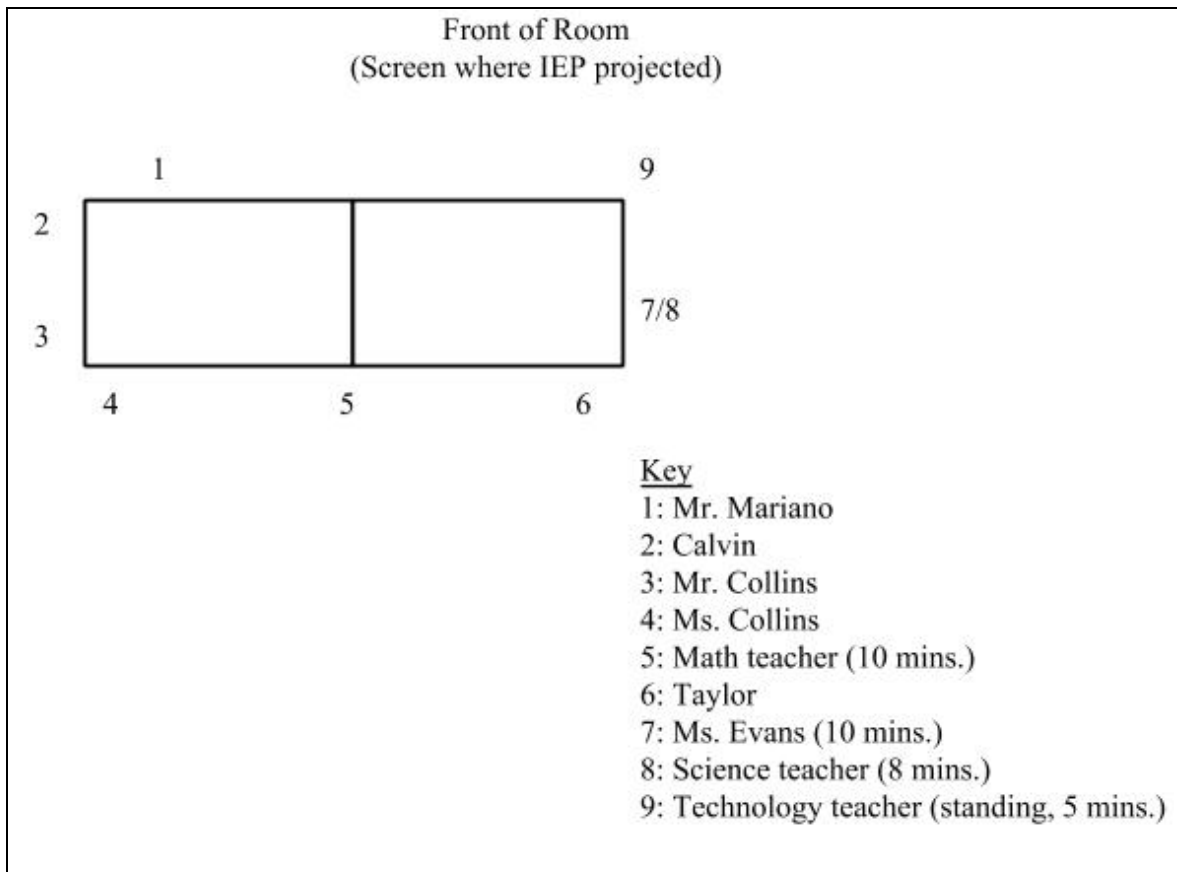 Front of Room
(Screen where IEP projected)
1 9
2
7/8
3
4 5 6
Key
1: Mr. Mariano
2: Calvin
3: Mr. Collins
4: Ms. Collins
5: Math teacher (10 mins.)
6: Taylor
7: Ms. Evans (10 mins.)
8: Science teacher (8 mins.)
9: Technology teacher (standing, 5 mins.)